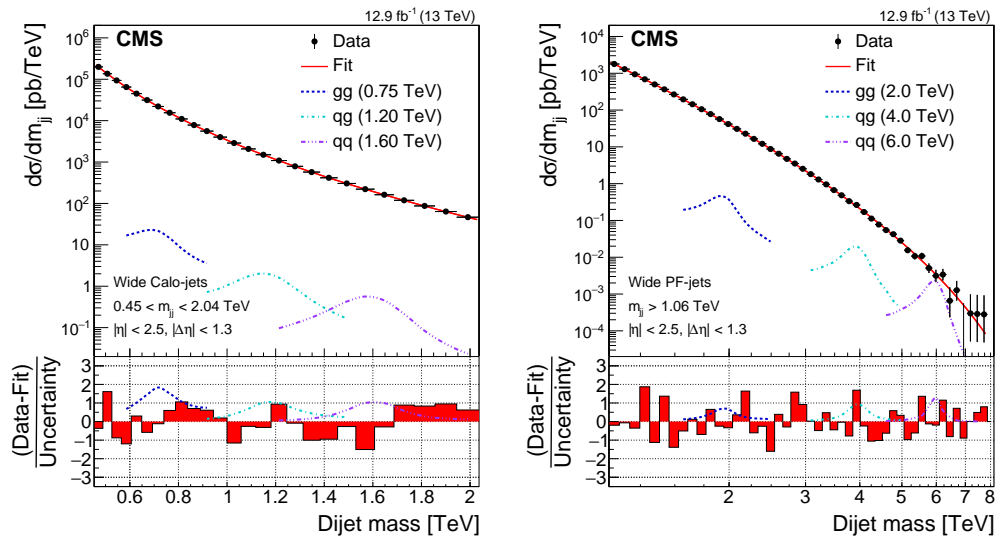 12.9 fb⁻¹ (13 TeV)
CMS
Data
Fit
gg (0.75 TeV)
qg (1.20 TeV)
qq (1.60 TeV)
dσ/dm_jj [pb/TeV]
10⁶
10⁵
10⁴
10³
10²
10
1
10⁻¹
Wide Calo-jets
0.45 < m_jj < 2.04 TeV
|η| < 2.5, |Δη| < 1.3
(Data-Fit)
Uncertainty
3
2
1
0
−1
−2
−3
0.6 0.8 1 1.2 1.4 1.6 1.8 2
Dijet mass [TeV]
12.9 fb⁻¹ (13 TeV)
CMS
Data
Fit
gg (2.0 TeV)
qg (4.0 TeV)
qq (6.0 TeV)
dσ/dm_jj [pb/TeV]
10⁴
10³
10²
10
1
10⁻¹
10⁻²
10⁻³
10⁻⁴
Wide PF-jets
m_jj > 1.06 TeV
|η| < 2.5, |Δη| < 1.3
(Data-Fit)
Uncertainty
3
2
1
0
−1
−2
−3
2 3 4 5 6 7 8
Dijet mass [TeV]